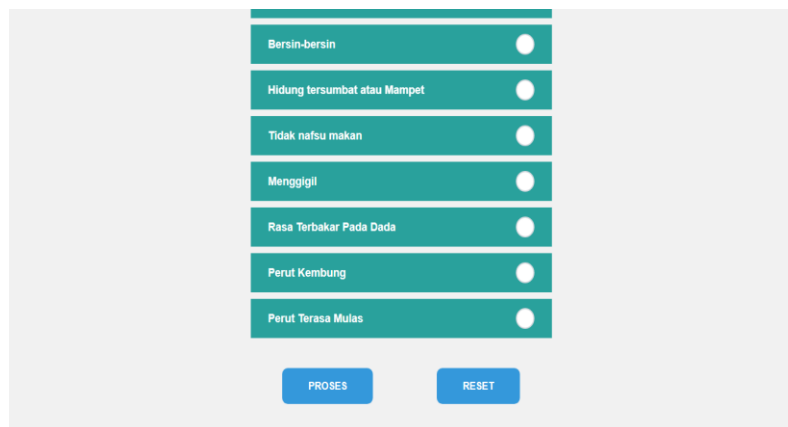 Bersin-bersin
Hidung tersumbat atau Mampet
Tidak nafsu makan
Menggigil
Rasa Terbakar Pada Dada
Perut Kembung
Perut Terasa Mulas
PROSES RESET